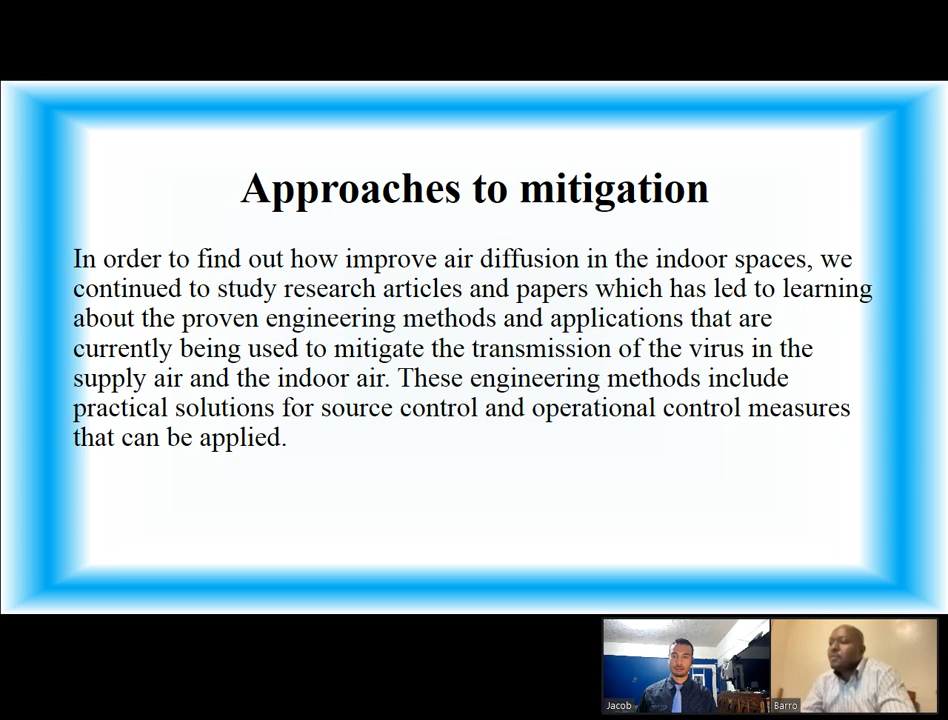 Approaches to mitigation
In order to find out how improve air diffusion in the indoor spaces, we
continued to study research articles and papers which has led to learning
about the proven engineering methods and applications that are
currently being used to mitigate the transmission of the virus in the
supply air and the indoor air. These engineering methods include
practical solutions for source control and operational control measures
that can be applied.
Jacob
Barro